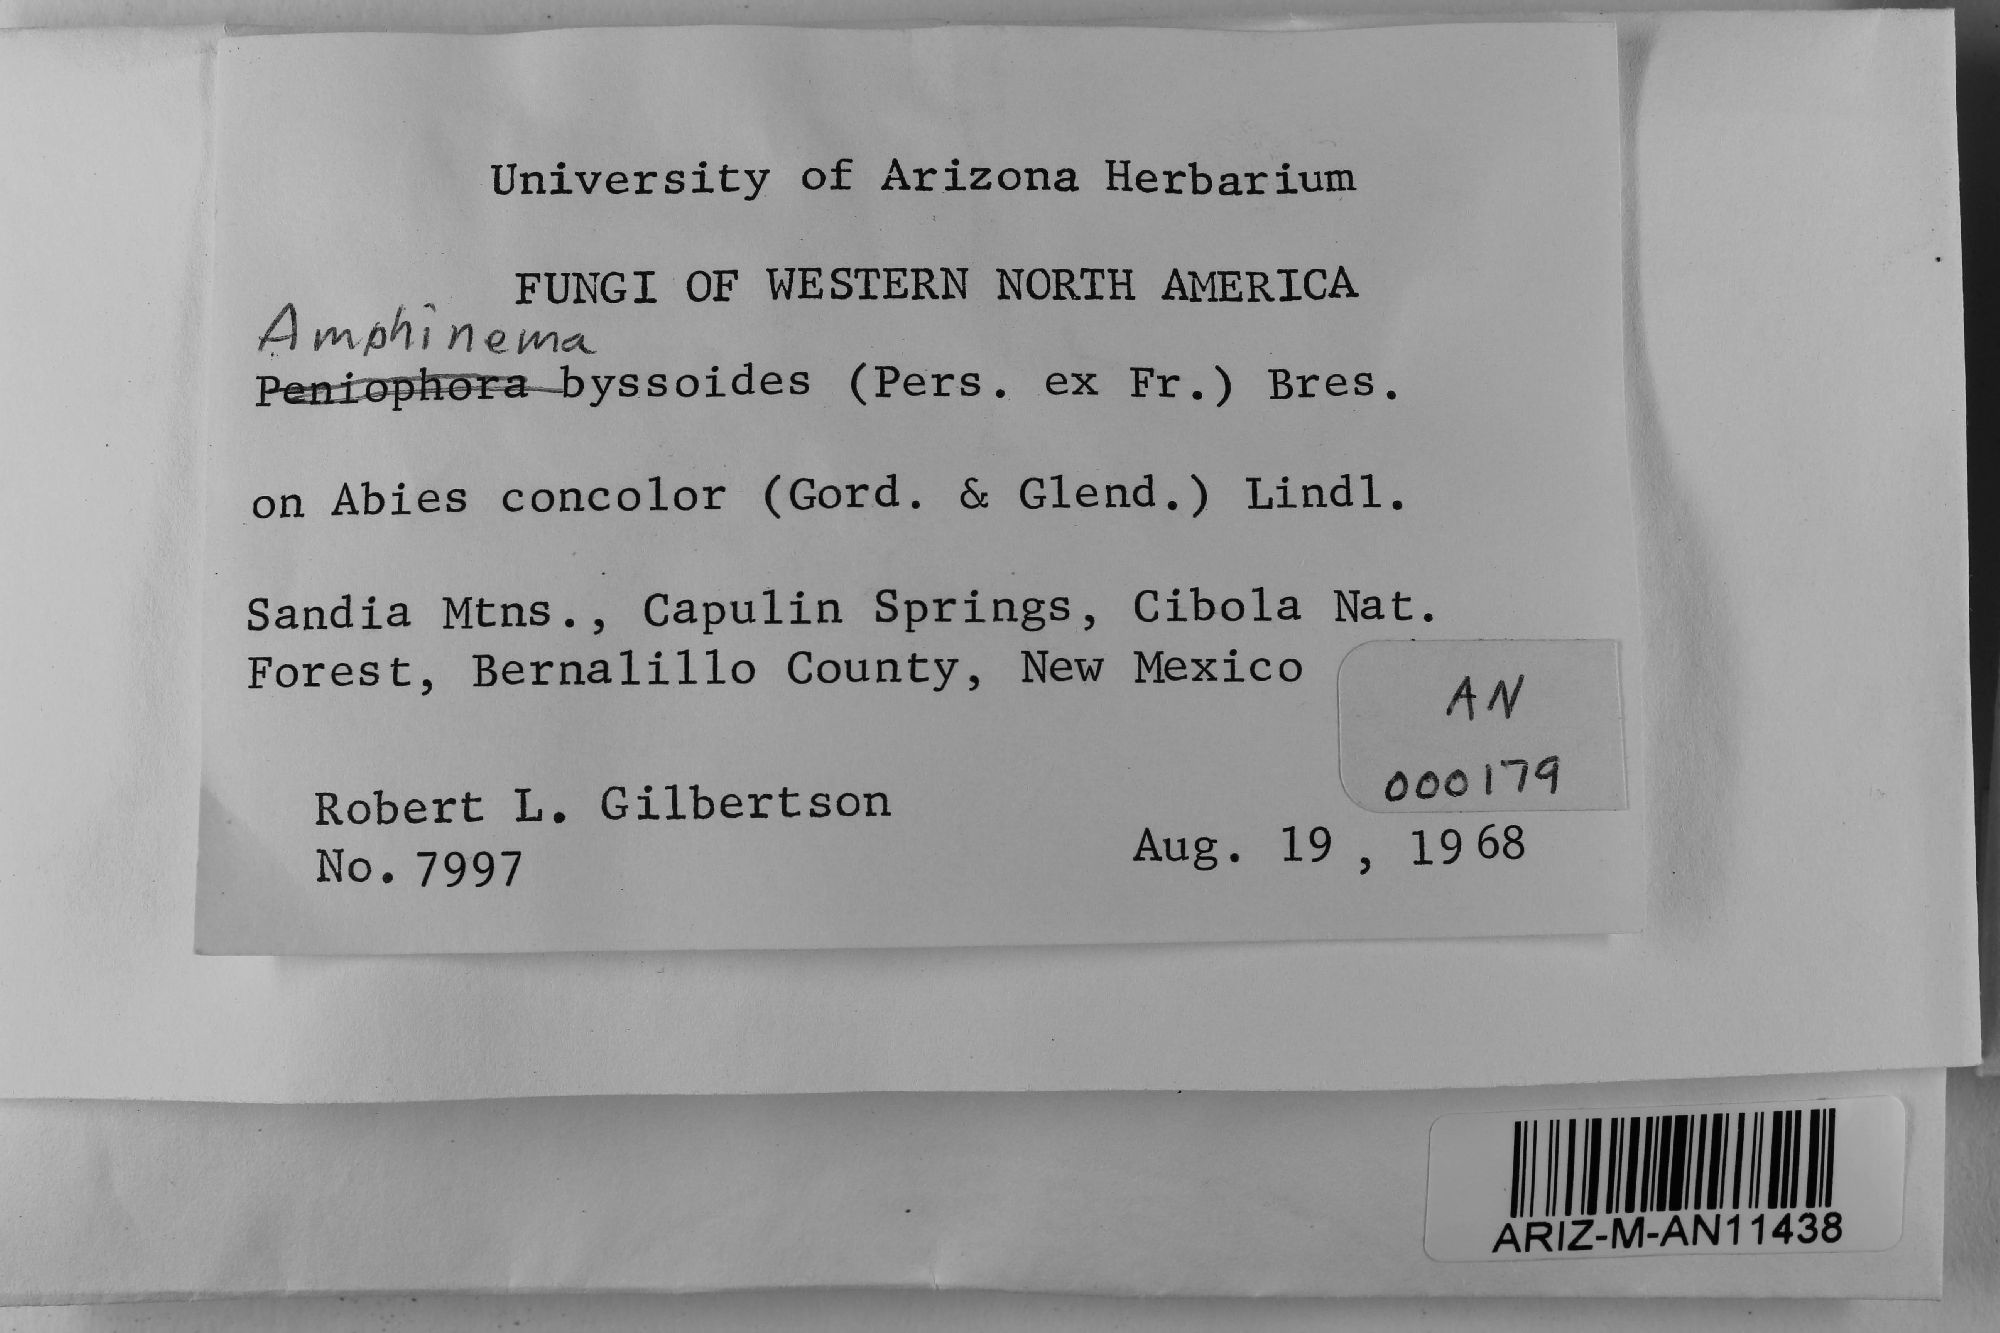 University of Arizona Herbarium
FUNGI OF WESTERN NORTH AMERICA
Amphinema
Peniophora byssoides (Pers. ex Fr.) Bres.
on Abies concolor (Gord. & Glend.) Lindl.
Sandia Mtns., Capulin Springs, Cibola Nat.
Forest, Bernalillo County, New Mexico
AN
000179
Robert L. Gilbertson
No. 7997
Aug. 19, 1968
ARIZ-M-AN11438